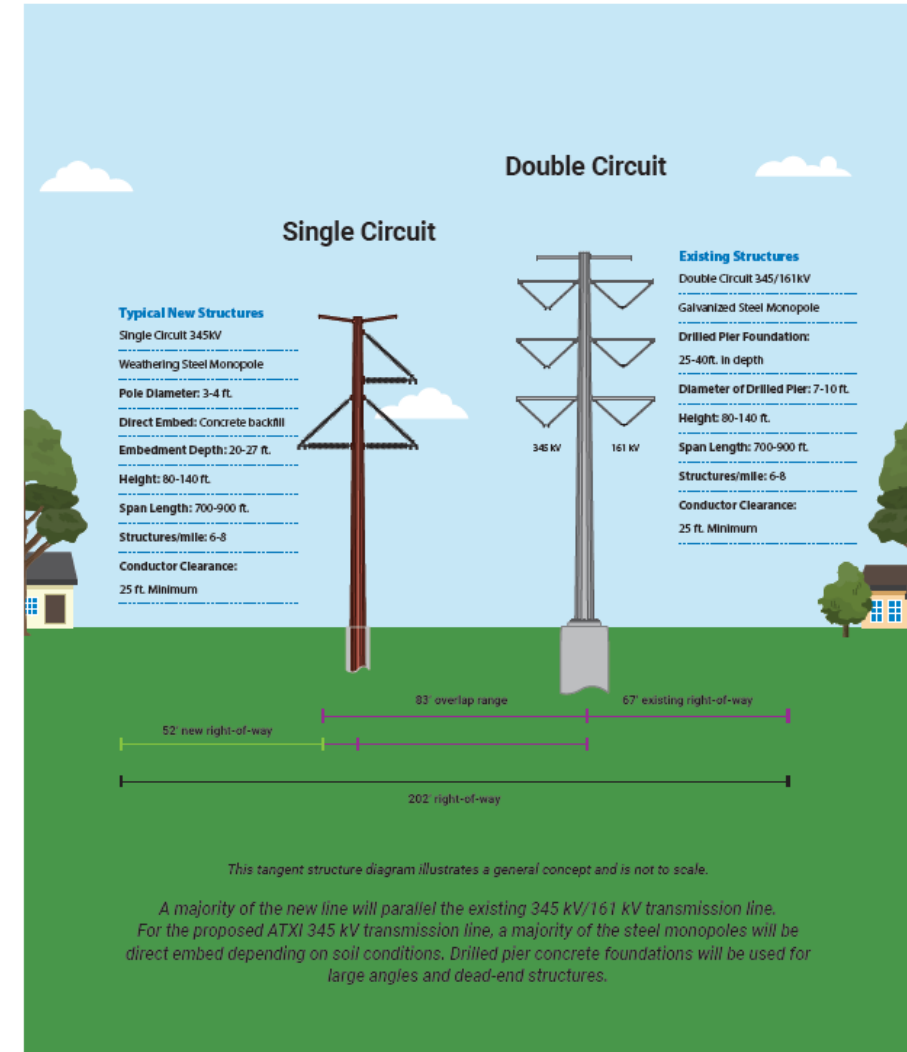 Double Circuit
Single Circuit
Typical New Structures
Single Circuit 345kV
Weathering Steel Monopole
Pole Diameter: 3-4 ft.
Direct Embed: Concrete backfill
Embedment Depth: 20-27 ft.
Height: 80-140 ft.
Span Length: 700-900 ft.
Structures/mile: 6-8
Conductor Clearance:
25 ft. Minimum
Existing Structures
Double Circuit 345/161kV
Galvanized Steel Monopole
Drilled Pier Foundation:
25-40ft. in depth
Diameter of Drilled Pier: 7-10 ft.
Height: 80-140 ft.
Span Length: 700-900 ft.
Structures/mile: 6-8
Conductor Clearance:
25 ft. Minimum
345 kV
161 kV
83' overlap range
67' existing right-of-way
52' new right-of-way
202' right-of-way
This tangent structure diagram illustrates a general concept and is not to scale.
A majority of the new line will parallel the existing 345 kV/161 kV transmission line.
For the proposed ATXI 345 kV transmission line, a majority of the steel monopoles will be
direct embed depending on soil conditions. Drilled pier concrete foundations will be used for
large angles and dead-end structures.